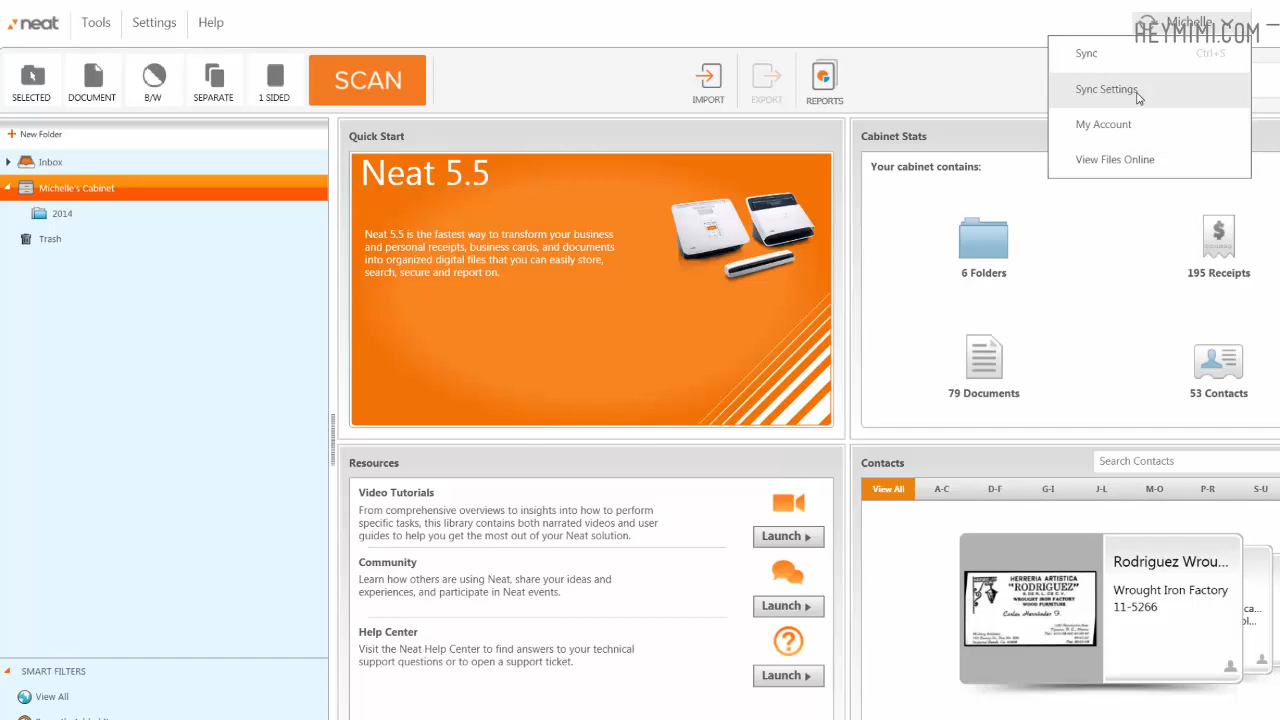 neat
Tools
Settings
Help
Michelle
HEYMIMI.COM
Sync Ctrl+S
Sync Settings
My Account
View Files Online
SELECTED
DOCUMENT
B/W
SEPARATE
1 SIDED
SCAN
IMPORT
EXPORT
REPORTS
New Folder
Inbox
Michelle's Cabinet
2014
Trash
SMART FILTERS
View All
Quick Start
Neat 5.5
Neat 5.5 is the fastest way to transform your business
and personal receipts, business cards, and documents
into organized digital files that you can easily store,
search, secure and report on.
Cabinet Stats
Your cabinet contains:
6 Folders
195 Receipts
79 Documents
53 Contacts
Resources
Video Tutorials
From comprehensive overviews to insights into how to perform
specific tasks, this library contains both narrated videos and user
guides to help you get the most out of your Neat solution.
Launch
Community
Learn how others are using Neat, share your ideas and
experiences, and participate in Neat events.
Launch
Help Center
Visit the Neat Help Center to find answers to your technical
support questions or to open a support ticket.
Launch
Contacts
Search Contacts
View All A-C D-F G-I J-L M-O P-R S-U
HERRERIA ARTISTICA
"RODRIGUEZ"
WROUGHT IRON FACTORY
WOOD FURNITURE
Rodriguez Wrou...
Wrought Iron Factory
11-5266